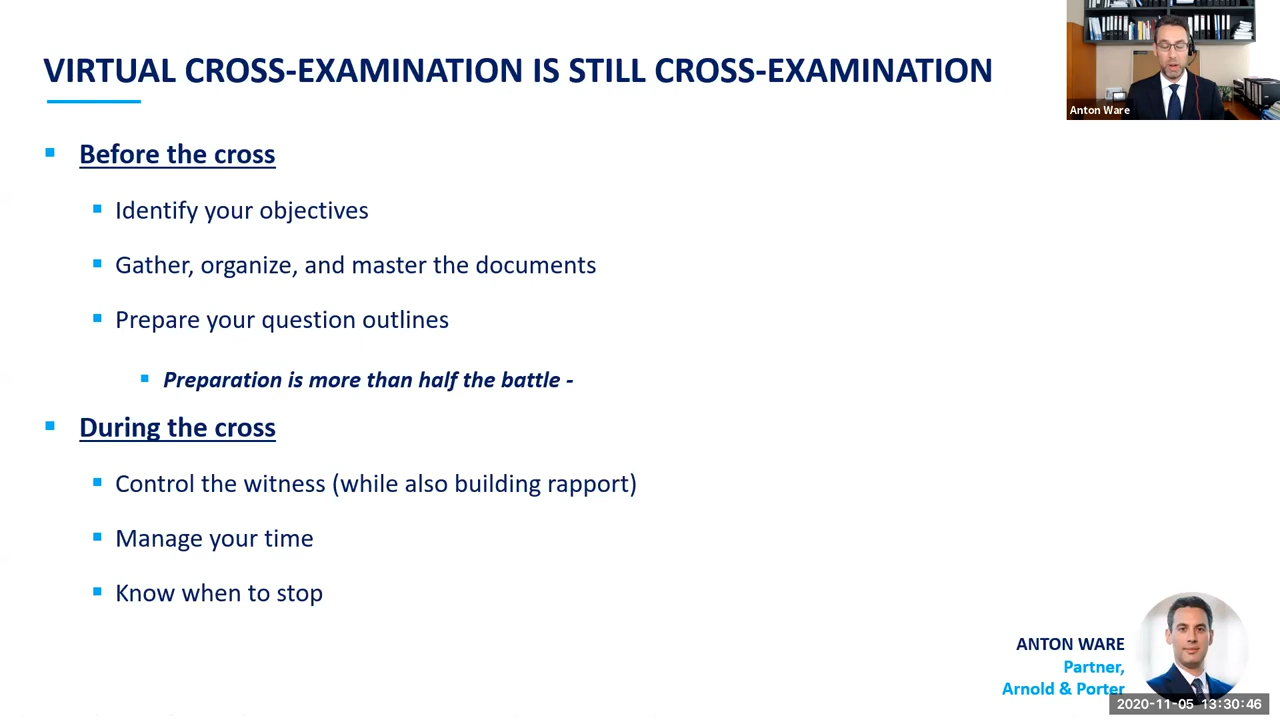 VIRTUAL CROSS-EXAMINATION IS STILL CROSS-EXAMINATION
Anton Ware
Before the cross
Identify your objectives
Gather, organize, and master the documents
Prepare your question outlines
Preparation is more than half the battle -
During the cross
Control the witness (while also building rapport)
Manage your time
Know when to stop
ANTON WARE
Partner,
Arnold & Porter
2020-11-05 13:30:46